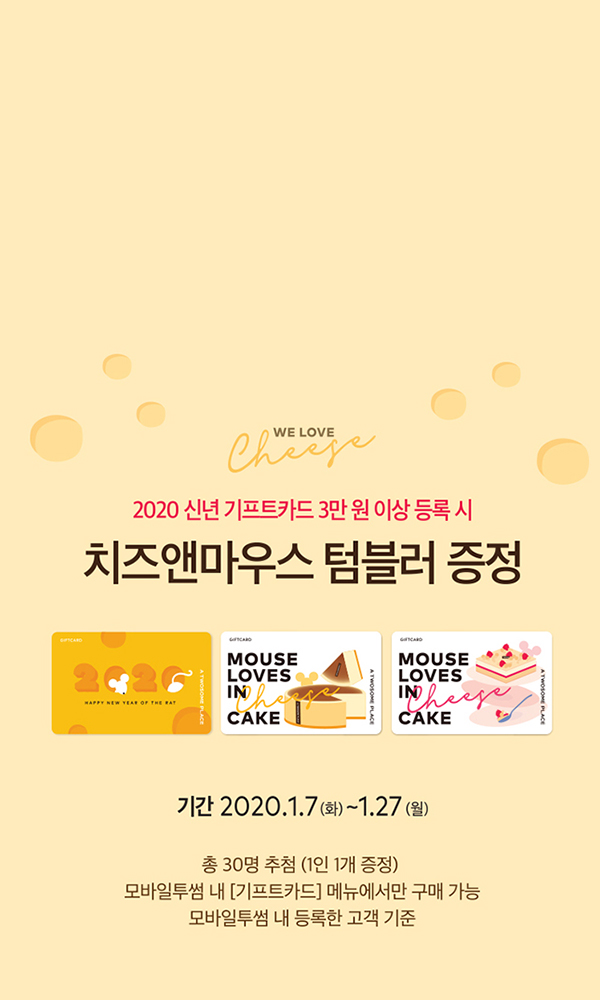 WE LOVE
Cheese
2020 신년 기프트카드 3만 원 이상 등록 시
치즈앤마우스 텀블러 증정
GIFTCARD
2020
HAPPY NEW YEAR OF THE RAT
A TWOSOME PLACE
GIFTCARD
MOUSE
LOVES
IN Cheese
CAKE
A TWOSOME PLACE
GIFTCARD
MOUSE
LOVES
IN Cheese
CAKE
A TWOSOME PLACE
기간 2020.1.7(화)~1.27(월)
총 30명 추첨 (1인 1개 증정)
모바일투썸 내 [기프트카드] 메뉴에서만 구매 가능
모바일투썸 내 등록한 고객 기준